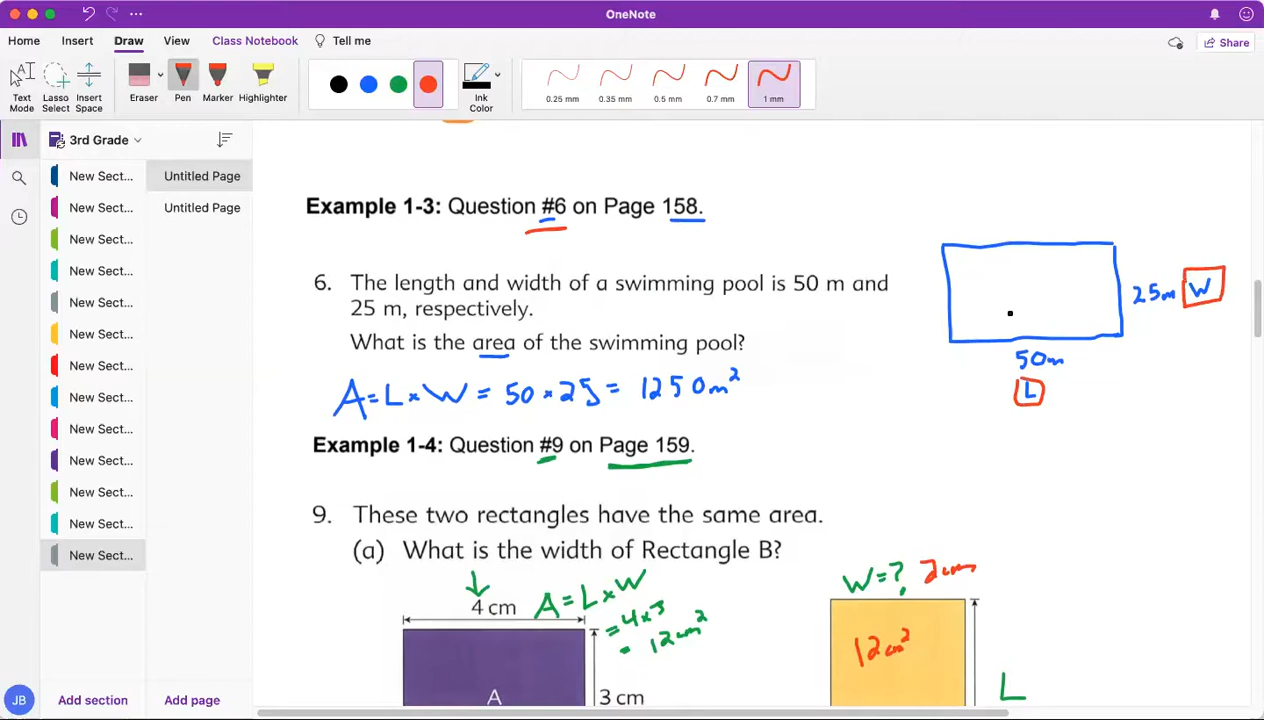 OneNote
Home Insert Draw View Class Notebook Tell me
Share
Text Mode
Lasso Select
Insert Space
Eraser
Pen
Marker
Highlighter
Ink Color
0.25 mm
0.35 mm
0.5 mm
0.7 mm
1 mm
3rd Grade
New Sect...
New Sect...
New Sect...
New Sect...
New Sect...
New Sect...
New Sect...
New Sect...
New Sect...
New Sect...
New Sect...
New Sect...
New Sect...
Untitled Page
Untitled Page
JB
Add section
Add page
Example 1-3: Question #6 on Page 158.
6. The length and width of a swimming pool is 50 m and
25 m, respectively.
What is the area of the swimming pool?
A = L × W = 50 × 25 = 1250 m²
25m W
50m
L
Example 1-4: Question #9 on Page 159.
9. These two rectangles have the same area.
(a) What is the width of Rectangle B?
4 cm
A = L × W
= 4 × 3
= 12 cm²
A
3 cm
W = ? 2cm
12 cm²
L